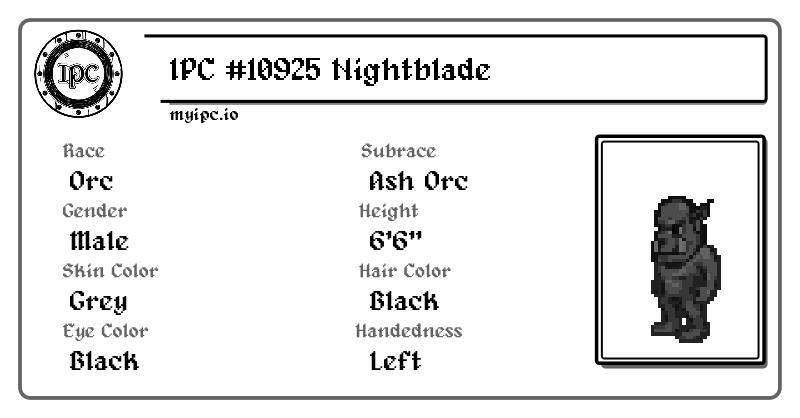 IPC
IPC #10925 Nightblade
myipc.io
Race
Subrace
Orc
Ash Orc
Gender
Height
Male
6'6"
Skin Color
Hair Color
Grey
Black
Eye Color
Handedness
Black
Left